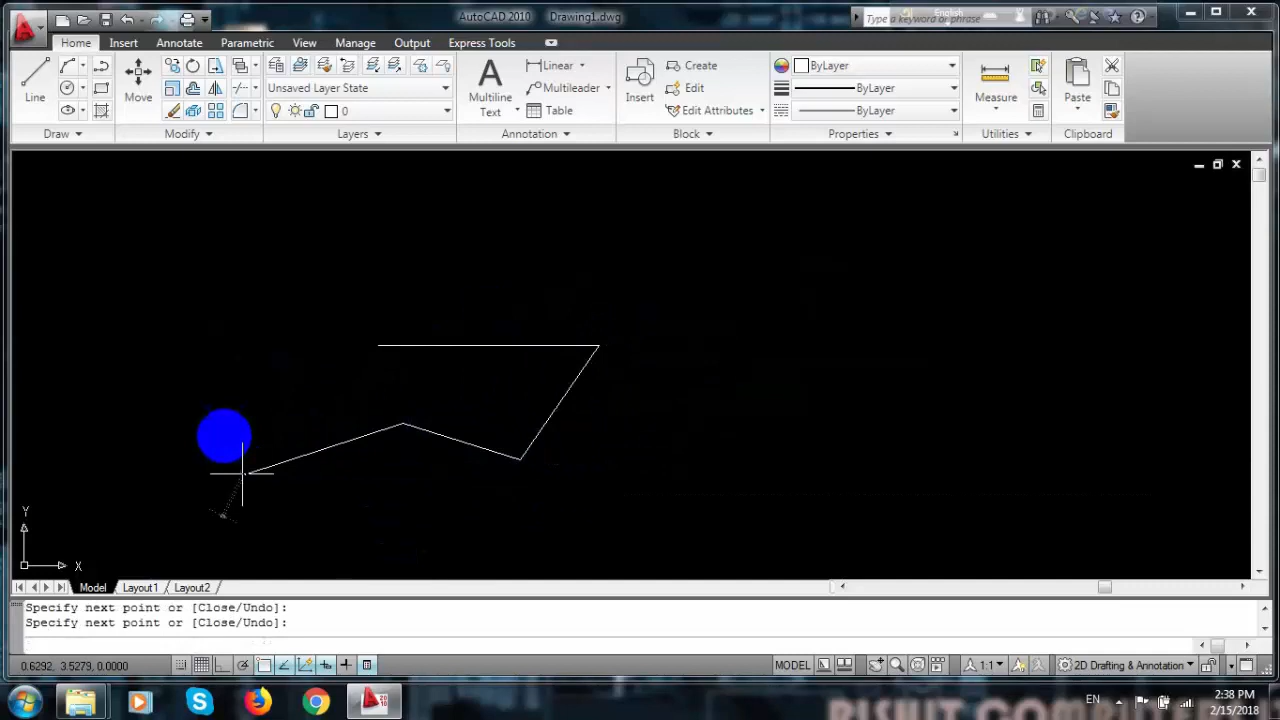 AutoCAD 2010 Drawing1.dwg
Type a keyword or phrase
English
Home Insert Annotate Parametric View Manage Output Express Tools
Line
Move
Unsaved Layer State
0
Multiline
Text
Linear
Multileader
Table
Insert
Create
Edit
Edit Attributes
ByLayer
ByLayer
ByLayer
Measure
Paste
Draw Modify Layers Annotation Block Properties Utilities Clipboard
Y
X
Model Layout1 Layout2
Specify next point or [Close/Undo]:
Specify next point or [Close/Undo]:
0.6292, 3.5279, 0.0000
MODEL
1:1
2D Drafting & Annotation
EN
2:38 PM
2/15/2018